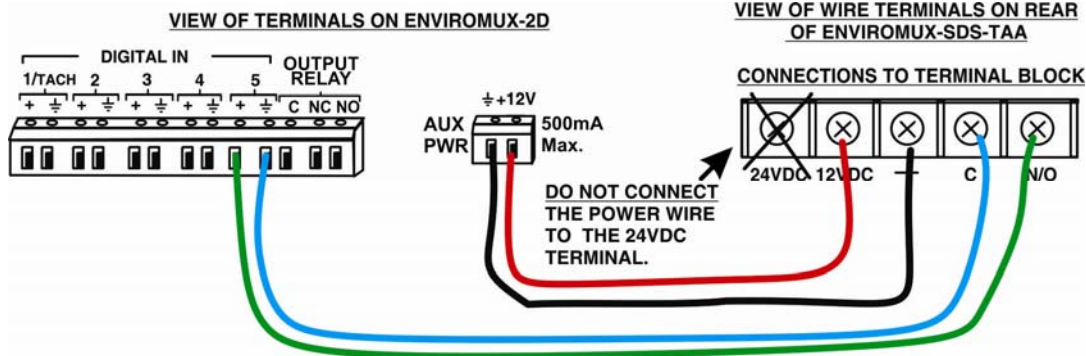 VIEW OF TERMINALS ON ENVIROMUX-2D
DIGITAL IN
1/TACH 2 3 4 5 OUTPUT RELAY
+ ⏚ + ⏚ + ⏚ + ⏚ + ⏚ C NC NO
⏚ +12V
AUX PWR
500mA Max.
VIEW OF WIRE TERMINALS ON REAR
OF ENVIROMUX-SDS-TAA
CONNECTIONS TO TERMINAL BLOCK
24VDC 12VDC — C N/O
DO NOT CONNECT
THE POWER WIRE
TO THE 24VDC
TERMINAL.